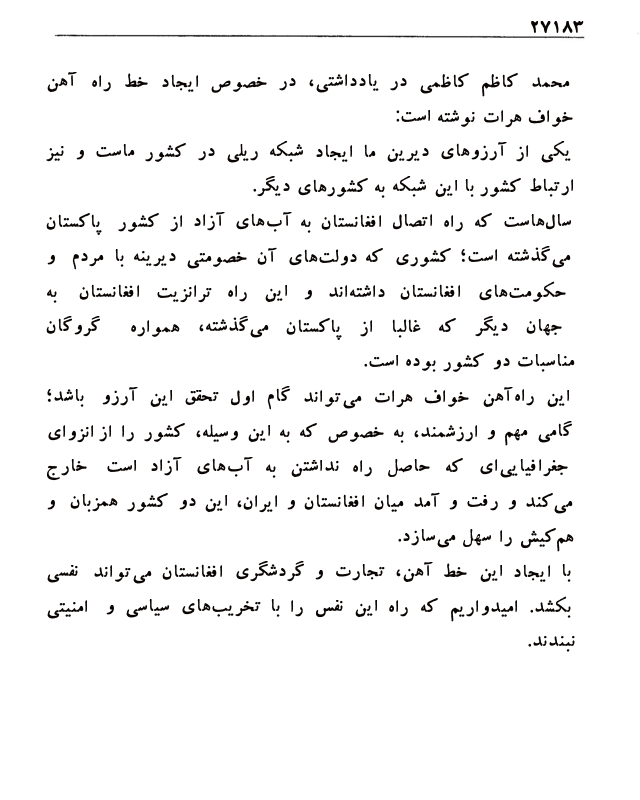 ۲۷۱۸۳
محمد کاظم کاظمی در یادداشتی، در خصوص ایجاد خط راه آهن
خواف هرات نوشته است:
یکی از آرزوهای دیرین ما ایجاد شبکه ریلی در کشور ماست و نیز
ارتباط کشور با این شبکه به کشورهای دیگر.
سال‌هاست که راه اتصال افغانستان به آب‌های آزاد از کشور پاکستان
می‌گذشته است؛ کشوری که دولت‌های آن خصومتی دیرینه با مردم و
حکومت‌های افغانستان داشته‌اند و این راه ترانزیت افغانستان به
جهان دیگر که غالبا از پاکستان می‌گذشته، همواره گروگان
مناسبات دو کشور بوده است.
این راه‌آهن خواف هرات می‌تواند گام اول تحقق این آرزو باشد؛
گامی مهم و ارزشمند، به خصوص که به این وسیله، کشور را از انزوای
جغرافیایی‌ای که حاصل راه نداشتن به آب‌های آزاد است خارج
می‌کند و رفت و آمد میان افغانستان و ایران، این دو کشور همزبان و
هم‌کیش را سهل می‌سازد.
با ایجاد این خط آهن، تجارت و گردشگری افغانستان می‌تواند نفسی
بکشد. امیدواریم که راه این نفس را با تخریب‌های سیاسی و امنیتی
نبندند.